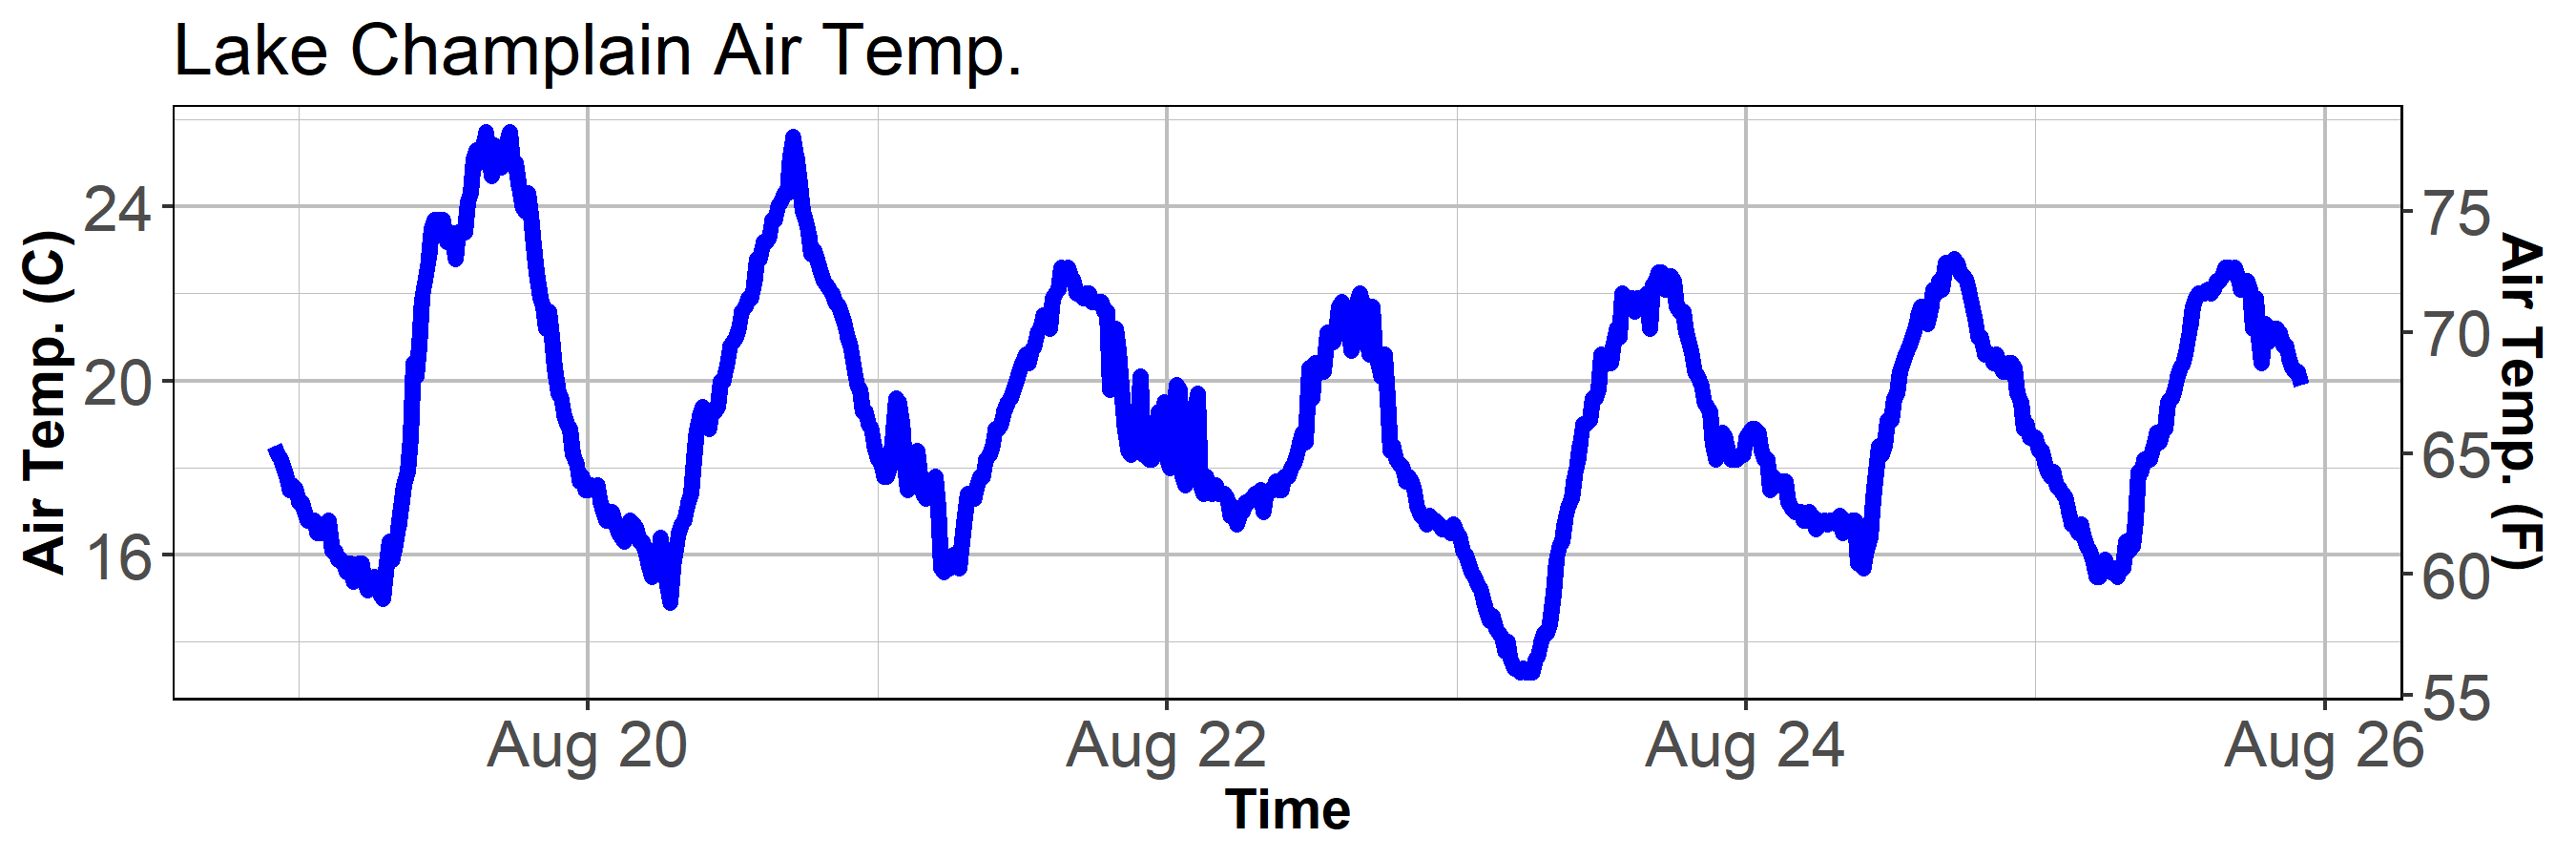 Lake Champlain Air Temp.
Air Temp. (C)
24
20
16
75
70
65
60
55
Air Temp. (F)
Aug 20 Aug 22 Aug 24 Aug 26
Time